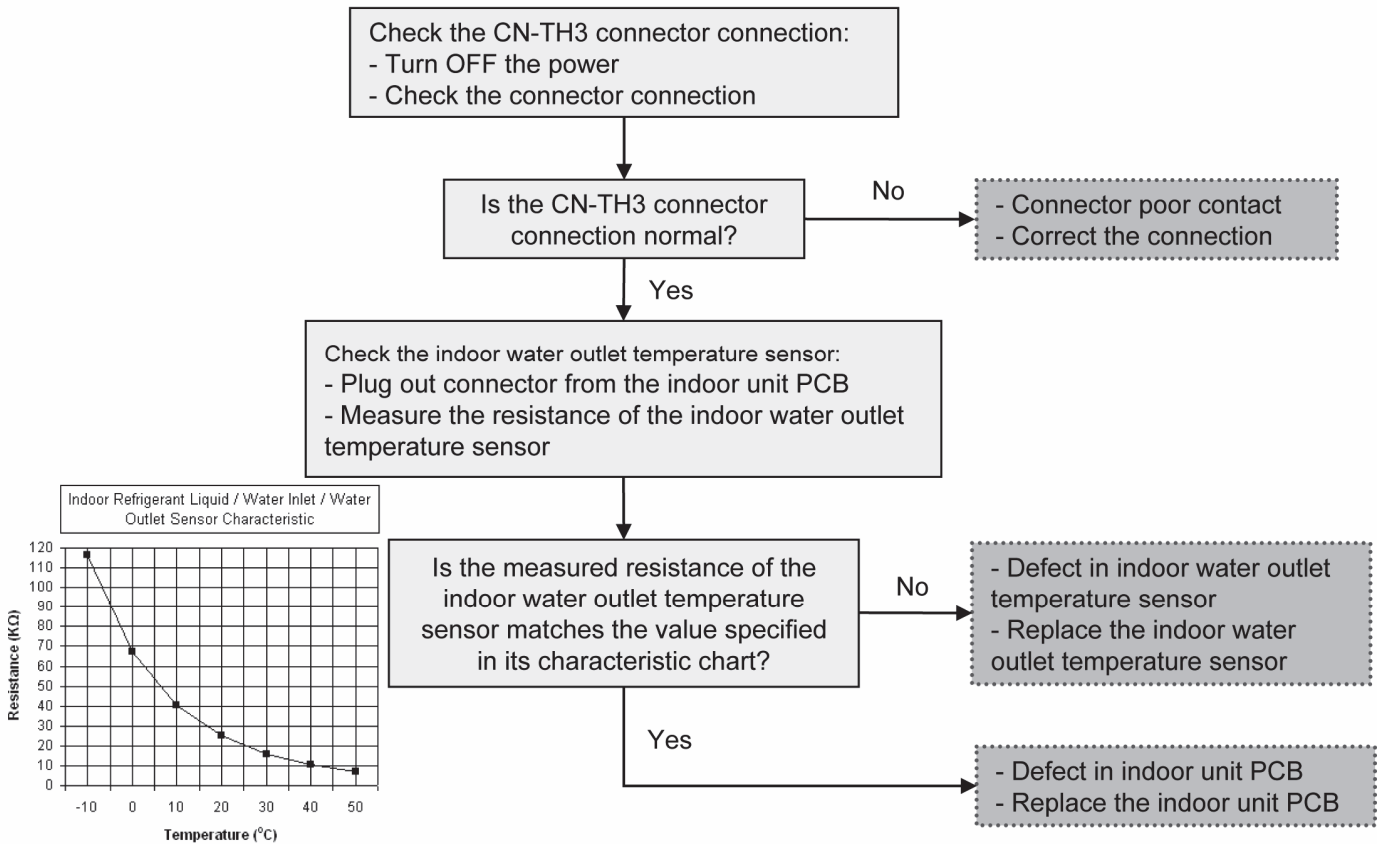 Check the CN-TH3 connector connection:
- Turn OFF the power
- Check the connector connection
Is the CN-TH3 connector
connection normal?
No
- Connector poor contact
- Correct the connection
Yes
Check the indoor water outlet temperature sensor:
- Plug out connector from the indoor unit PCB
- Measure the resistance of the indoor water outlet
temperature sensor
Indoor Refrigerant Liquid / Water Inlet / Water
Outlet Sensor Characteristic
Resistance (KΩ)
120
110
100
90
80
70
60
50
40
30
20
10
0
-10 0 10 20 30 40 50
Temperature (⁰C)
Is the measured resistance of the
indoor water outlet temperature
sensor matches the value specified
in its characteristic chart?
No
- Defect in indoor water outlet
temperature sensor
- Replace the indoor water
outlet temperature sensor
Yes
- Defect in indoor unit PCB
- Replace the indoor unit PCB